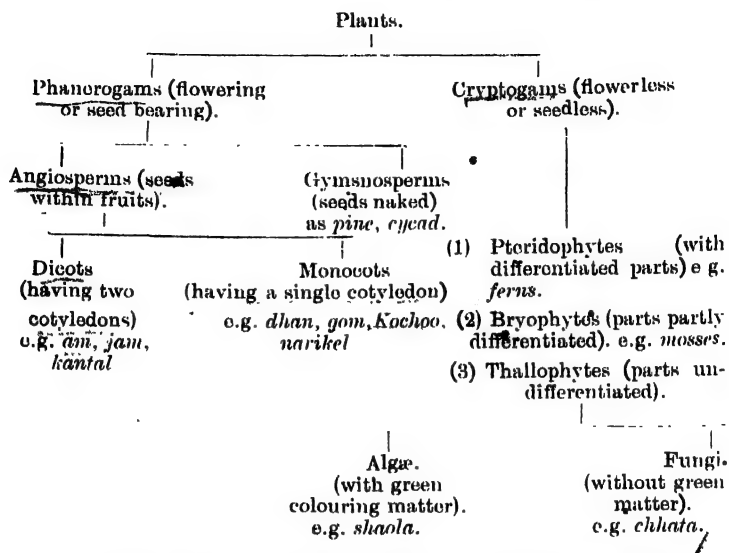 Plants.
Phanerogams (flowering
or seed bearing).
Cryptogams (flowerless
or seedless).
Angiosperms (seeds
within fruits).
Gymsnosperms
(seeds naked)
as pine, cycad.
Dicots
(having two
cotyledons)
e.g. ām, jam,
kāntal
Monocots
(having a single cotyledon)
e.g. dhan, gom, Kochoo,
narikel
(1) Pteridophytes (with
differentiated parts) e g.
ferns.
(2) Bryophytes (parts partly
differentiated). e.g. mosses.
(3) Thallophytes (parts un-
differentiated).
Algæ.
(with green
colouring matter).
e.g. shaola.
Fungi.
(without green
matter).
e.g. chhata.